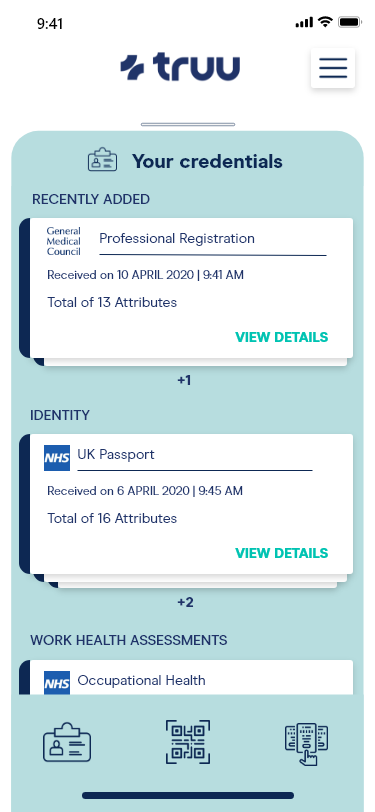 9:41
truu
Your credentials
RECENTLY ADDED
General
Medical
Council
Professional Registration
Received on 10 APRIL 2020 | 9:41 AM
Total of 13 Attributes
VIEW DETAILS
+1
IDENTITY
NHS
UK Passport
Received on 6 APRIL 2020 | 9:45 AM
Total of 16 Attributes
VIEW DETAILS
+2
WORK HEALTH ASSESSMENTS
NHS
Occupational Health